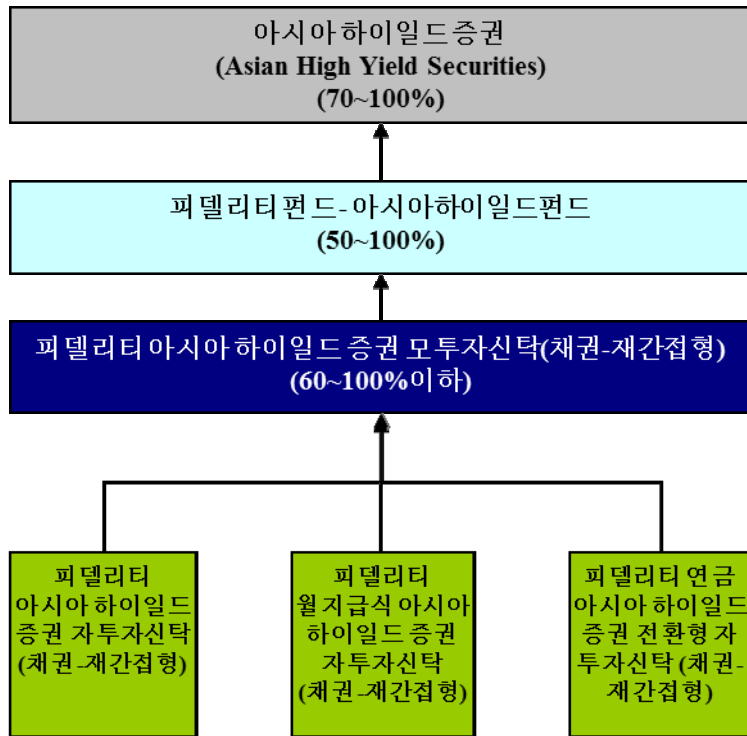 아시아하이일드증권
(Asian High Yield Securities)
(70~100%)
피델리티펀드-아시아하이일드펀드
(50~100%)
피델리티아시아하이일드증권 모투자신탁(채권-재간접형)
(60~100%이하)
피델리티
아시아하이일드
증권 자투자신탁
(채권-재간접형)
피델리티
월지급식 아시아
하이일드 증권
자투자신탁
(채권-재간접형)
피델리티 연금
아시아하이일드
증권 전환형 자
투자신탁 (채권-
재간접형)